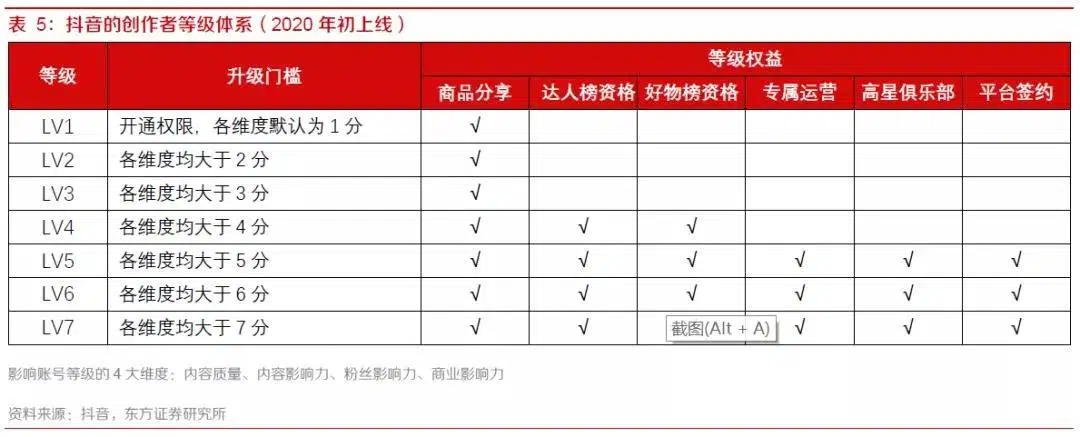 表 5：抖音的创作者等级体系（2020 年初上线）
等级 升级门槛 等级权益
商品分享 达人榜资格 好物榜资格 专属运营 高星俱乐部 平台签约
LV1 开通权限，各维度默认为 1 分 √
LV2 各维度均大于 2 分 √
LV3 各维度均大于 3 分 √
LV4 各维度均大于 4 分 √ √ √
LV5 各维度均大于 5 分 √ √ √ √ √ √
LV6 各维度均大于 6 分 √ √ √ √ √ √
LV7 各维度均大于 7 分 √ √ 截图(Alt + A) √ √ √
影响账号等级的 4 大维度：内容质量、内容影响力、粉丝影响力、商业影响力
资料来源：抖音，东方证券研究所